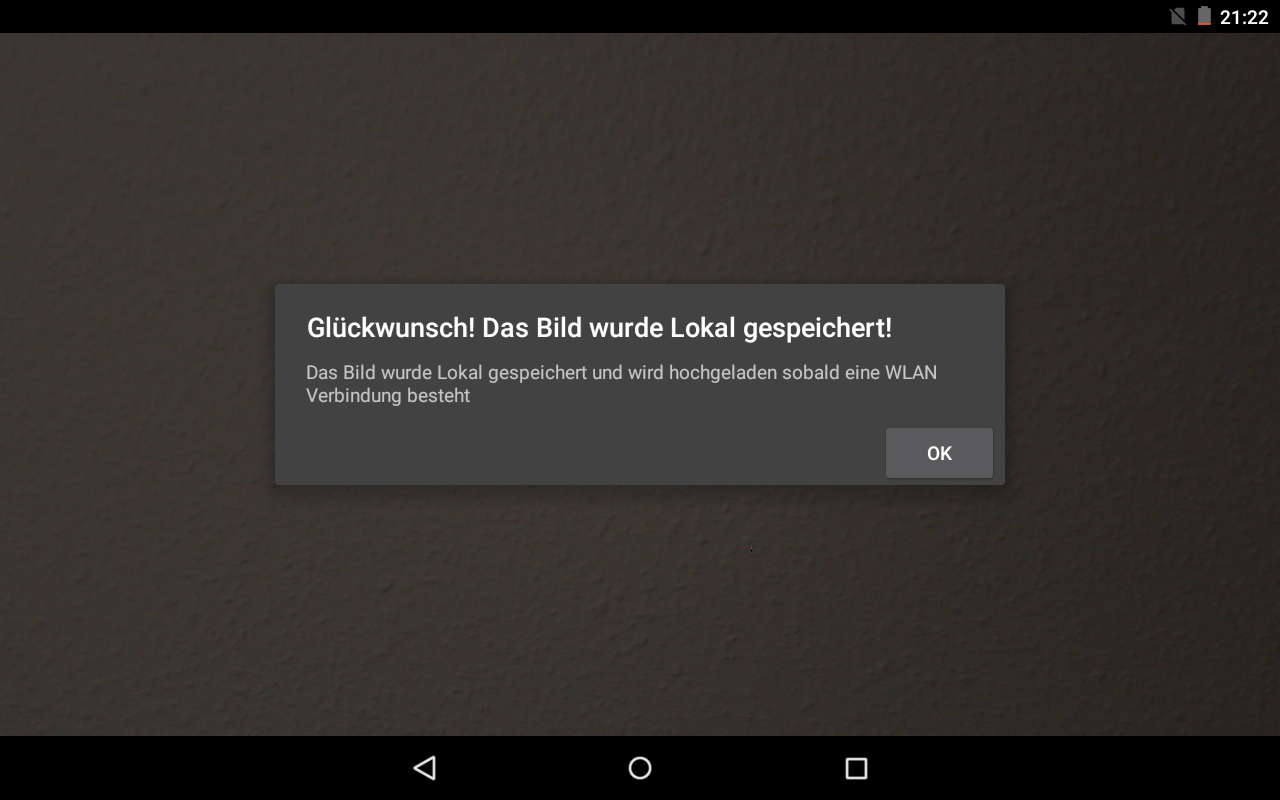 21:22
Glückwunsch! Das Bild wurde Lokal gespeichert!
Das Bild wurde Lokal gespeichert und wird hochgeladen sobald eine WLAN
Verbindung besteht
OK